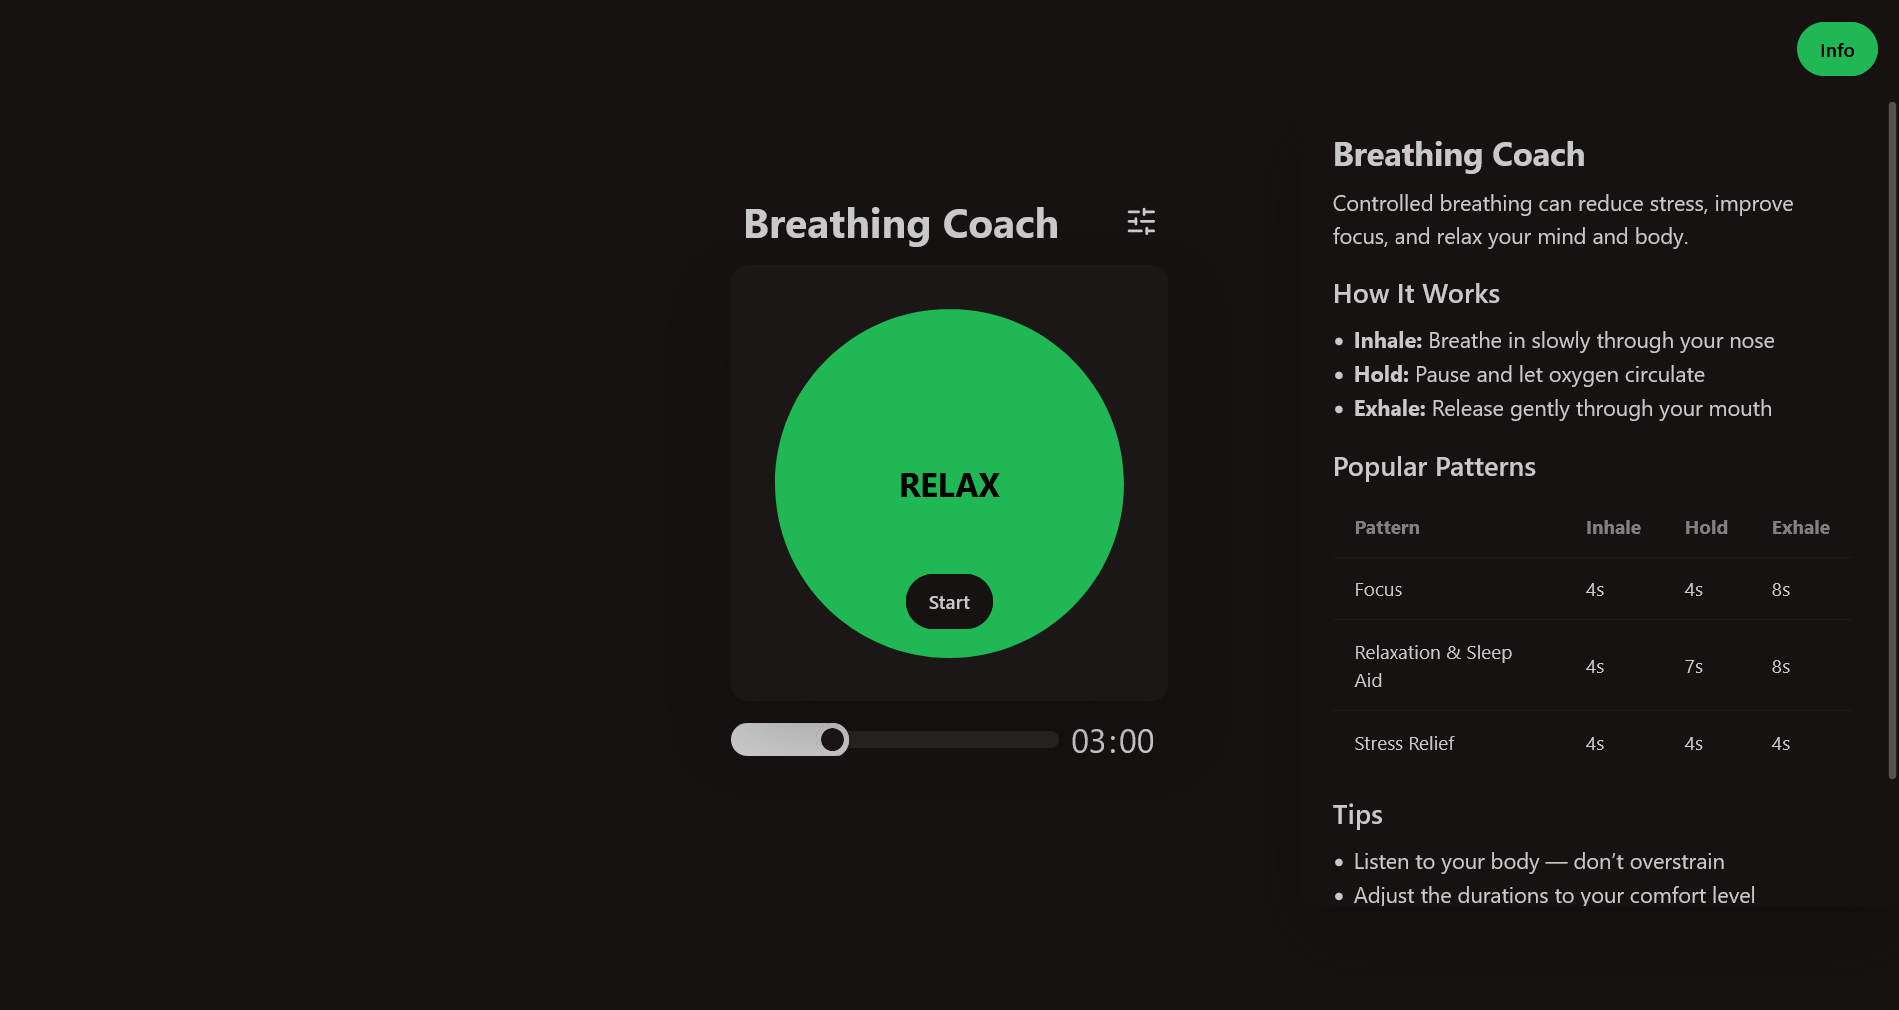 Info
Breathing Coach
RELAX
Start
03:00
Breathing Coach
Controlled breathing can reduce stress, improve
focus, and relax your mind and body.
How It Works
• Inhale: Breathe in slowly through your nose
• Hold: Pause and let oxygen circulate
• Exhale: Release gently through your mouth
Popular Patterns
Pattern Inhale Hold Exhale
Focus 4s 4s 8s
Relaxation & Sleep
Aid 4s 7s 8s
Stress Relief 4s 4s 4s
Tips
• Listen to your body — don’t overstrain
• Adjust the durations to your comfort level